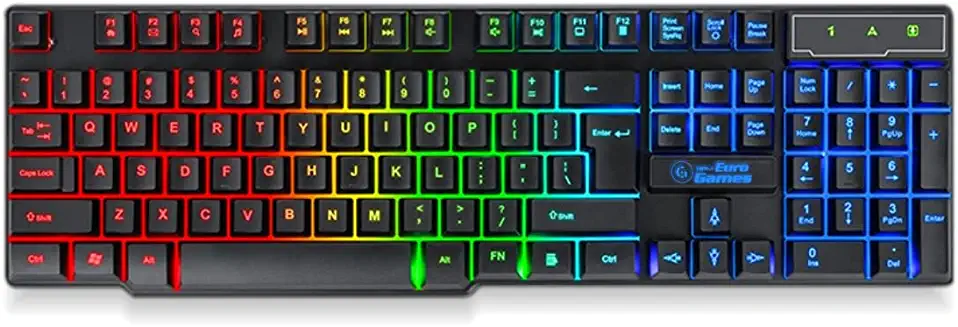 Esc F1 F2 F3 F4 F5 F6 F7 F8 F9 F10 F11 F12 Print Screen SysRq Scroll Lock Pause Break 1 A
~ ` ! 1 @ 2 # 3 $ 4 % 5 ^ 6 & 7 * 8 ( 9 ) 0 _ - + = ← Insert Home Page Up Num Lock / * -
Tab Q W E R T Y U I O P { [ } ] Enter Delete End Page Down 7 Home 8 ↑ 9 PgUp +
Caps Lock A S D F G H J K L : ; " ' | \ Euro Games 4 ← 5 6 →
⇧ Shift Z X C V B N M < , > . ? / ⇧ Shift 1 End 2 ↓ 3 PgDn Enter
Ctrl Alt Alt FN Ctrl 0 Ins . Del